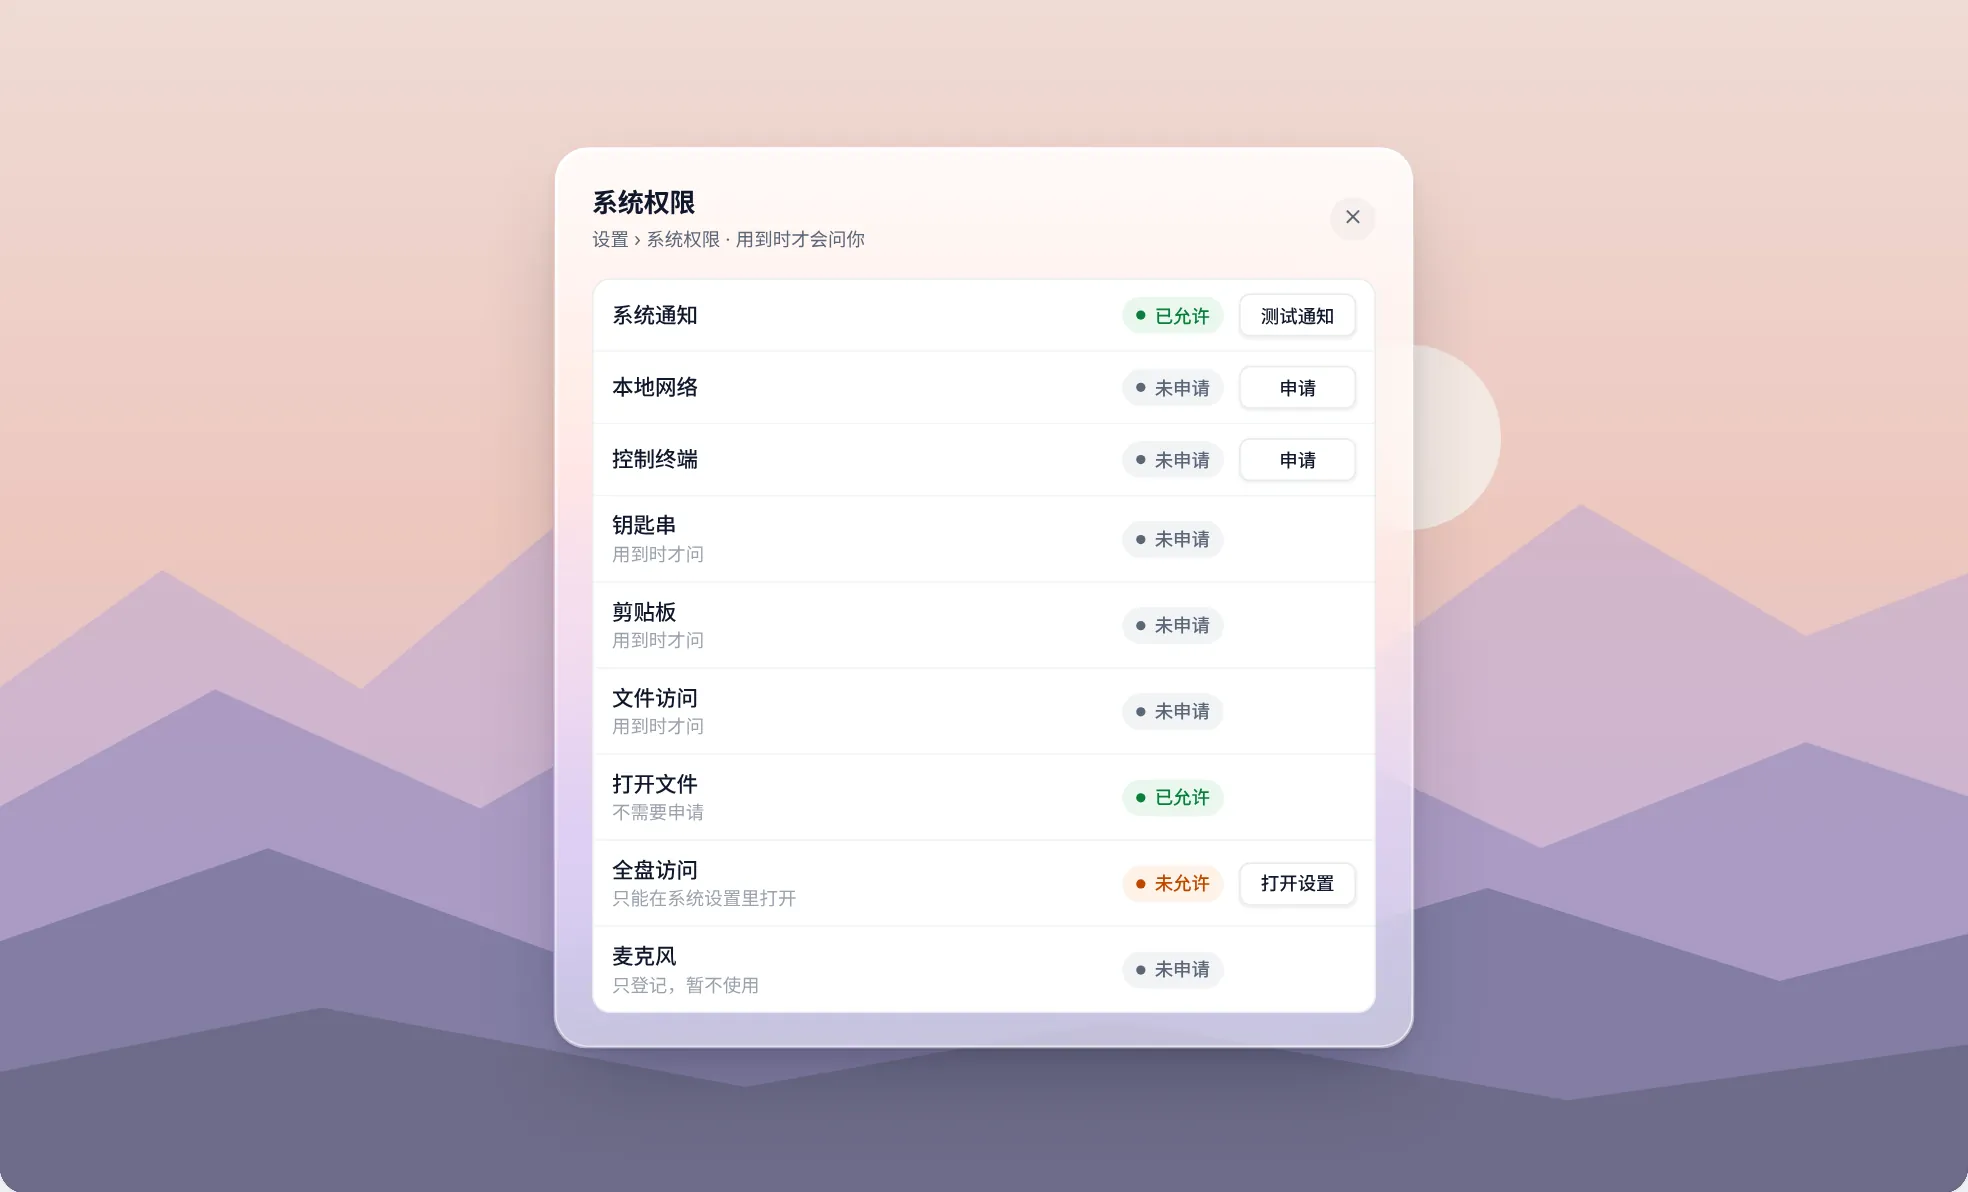 系统权限
设置 › 系统权限 · 用到时才会问你
系统通知 已允许 测试通知
本地网络 未申请 申请
控制终端 未申请 申请
钥匙串
用到时才问
未申请
剪贴板
用到时才问
未申请
文件访问
用到时才问
未申请
打开文件
不需要申请
已允许
全盘访问
只能在系统设置里打开
未允许 打开设置
麦克风
只登记，暂不使用
未申请